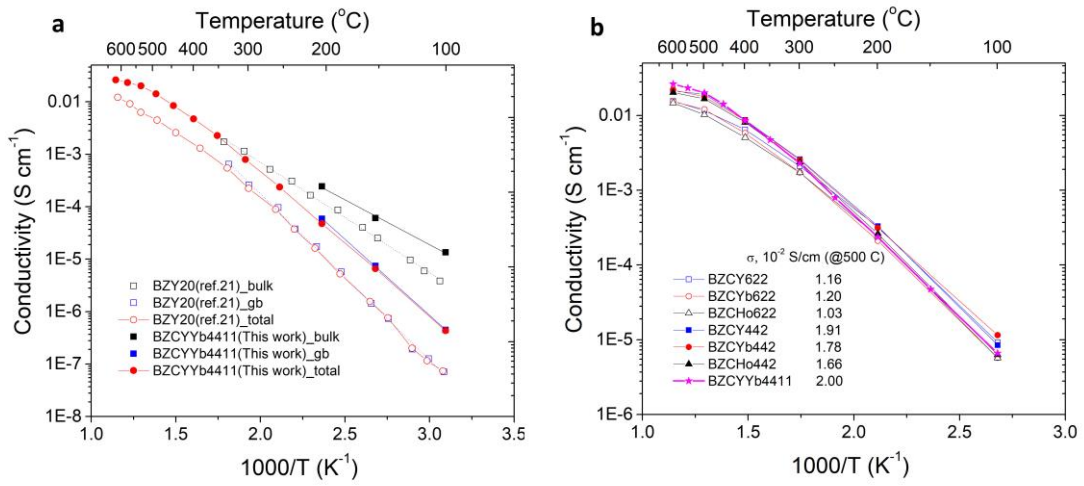 a
Temperature (°C)
600 500 400 300 200 100
0.01
1E-3
1E-4
1E-5
1E-6
1E-7
1E-8
Conductivity (S cm⁻¹)
BZY20(ref.21)_bulk
BZY20(ref.21)_gb
BZY20(ref.21)_total
BZCYYb4411(This work)_bulk
BZCYYb4411(This work)_gb
BZCYYb4411(This work)_total
1.0 1.5 2.0 2.5 3.0 3.5
1000/T (K⁻¹)
b
Temperature (°C)
600 500 400 300 200 100
0.01
1E-3
1E-4
1E-5
1E-6
Conductivity (S cm⁻¹)
σ, 10⁻² S/cm (@500 C)
BZCY622 1.16
BZCYb622 1.20
BZCHo622 1.03
BZCY442 1.91
BZCYb442 1.78
BZCHo442 1.66
BZCYYb4411 2.00
1.0 1.5 2.0 2.5 3.0
1000/T (K⁻¹)